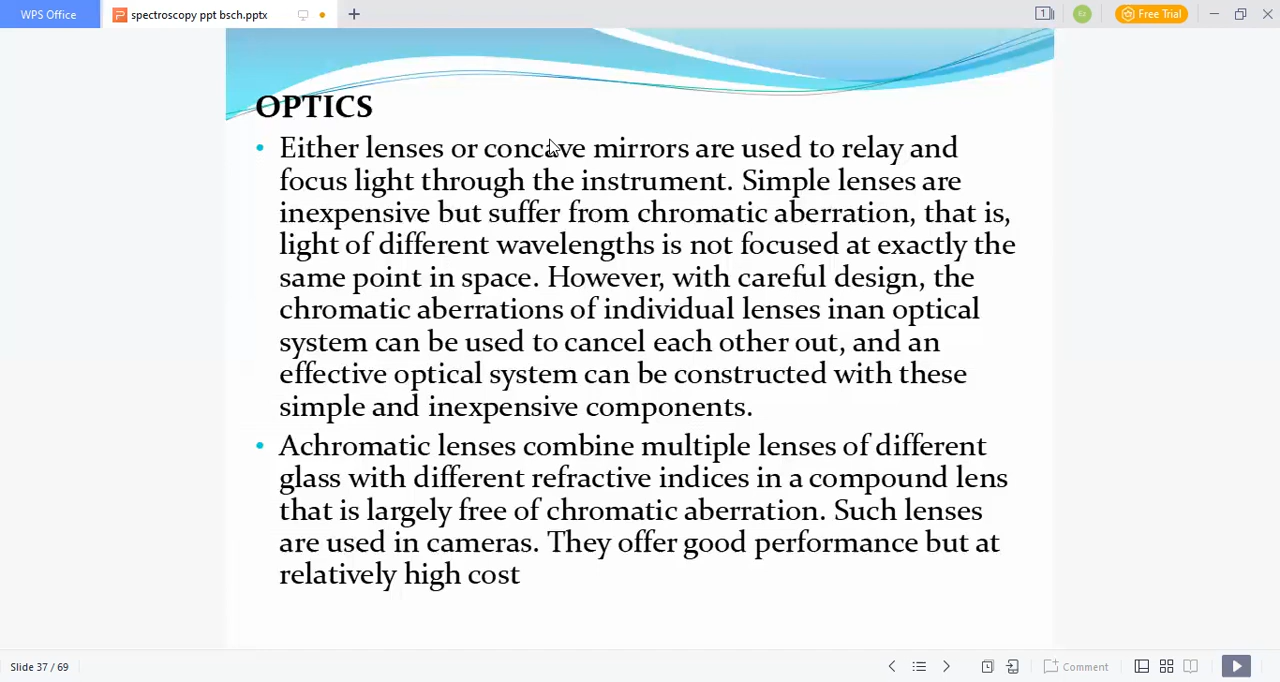 WPS Office
spectroscopy ppt bsch.pptx
1
Free Trial
OPTICS
• Either lenses or concave mirrors are used to relay and
focus light through the instrument. Simple lenses are
inexpensive but suffer from chromatic aberration, that is,
light of different wavelengths is not focused at exactly the
same point in space. However, with careful design, the
chromatic aberrations of individual lenses inan optical
system can be used to cancel each other out, and an
effective optical system can be constructed with these
simple and inexpensive components.
• Achromatic lenses combine multiple lenses of different
glass with different refractive indices in a compound lens
that is largely free of chromatic aberration. Such lenses
are used in cameras. They offer good performance but at
relatively high cost
Slide 37 / 69
Comment